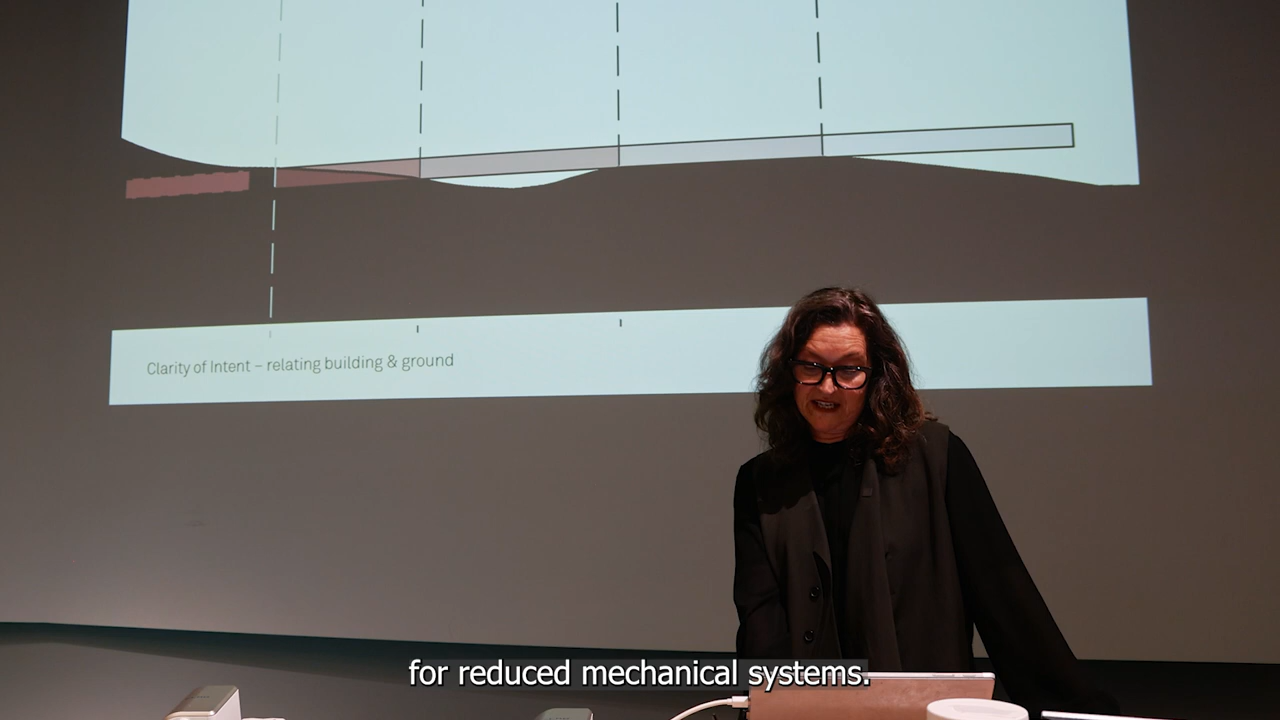 Clarity of Intent – relating building & ground
for reduced mechanical systems.